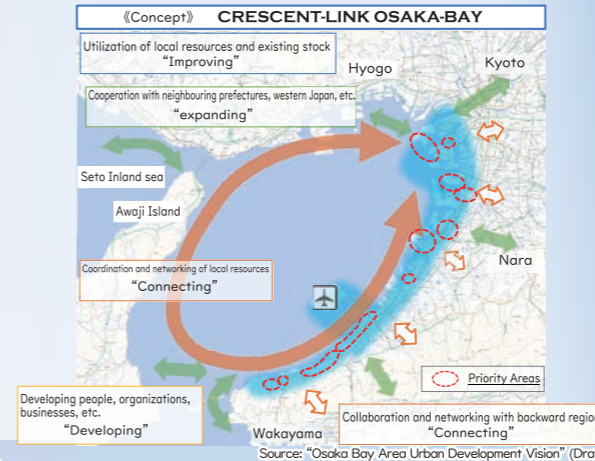 《Concept》 CRESCENT-LINK OSAKA-BAY
Utilization of local resources and existing stock
“Improving”
Hyogo
Kyoto
Cooperation with neighbouring prefectures, western Japan, etc.
“expanding”
Seto Inland sea
Awaji Island
Nara
Coordination and networking of local resources
“Connecting”
Priority Areas
Developing people, organizations,
businesses, etc.
“Developing”
Wakayama
Collaboration and networking with backward regio
“Connecting”
Source: “Osaka Bay Area Urban Development Vision” (Dra